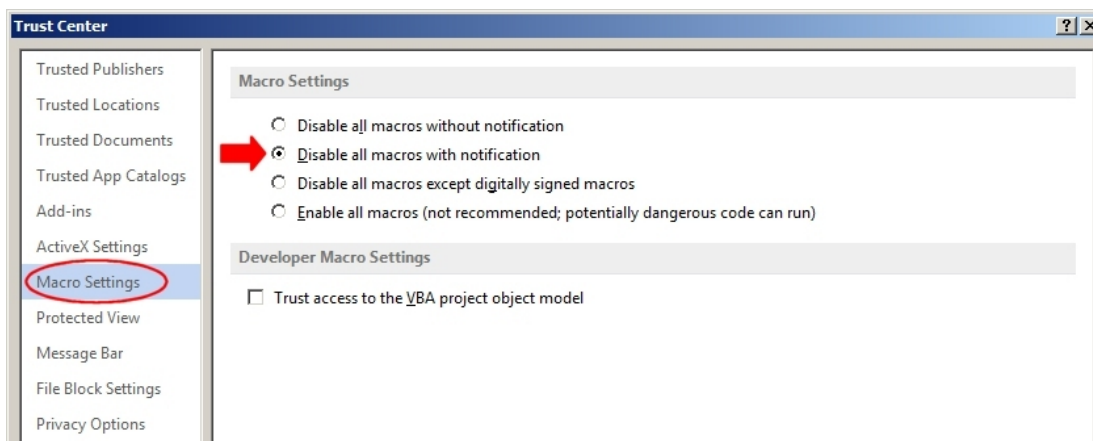 Trust Center
Trusted Publishers
Trusted Locations
Trusted Documents
Trusted App Catalogs
Add-ins
ActiveX Settings
Macro Settings
Protected View
Message Bar
File Block Settings
Privacy Options
Macro Settings
Disable all macros without notification
Disable all macros with notification
Disable all macros except digitally signed macros
Enable all macros (not recommended; potentially dangerous code can run)
Developer Macro Settings
Trust access to the VBA project object model